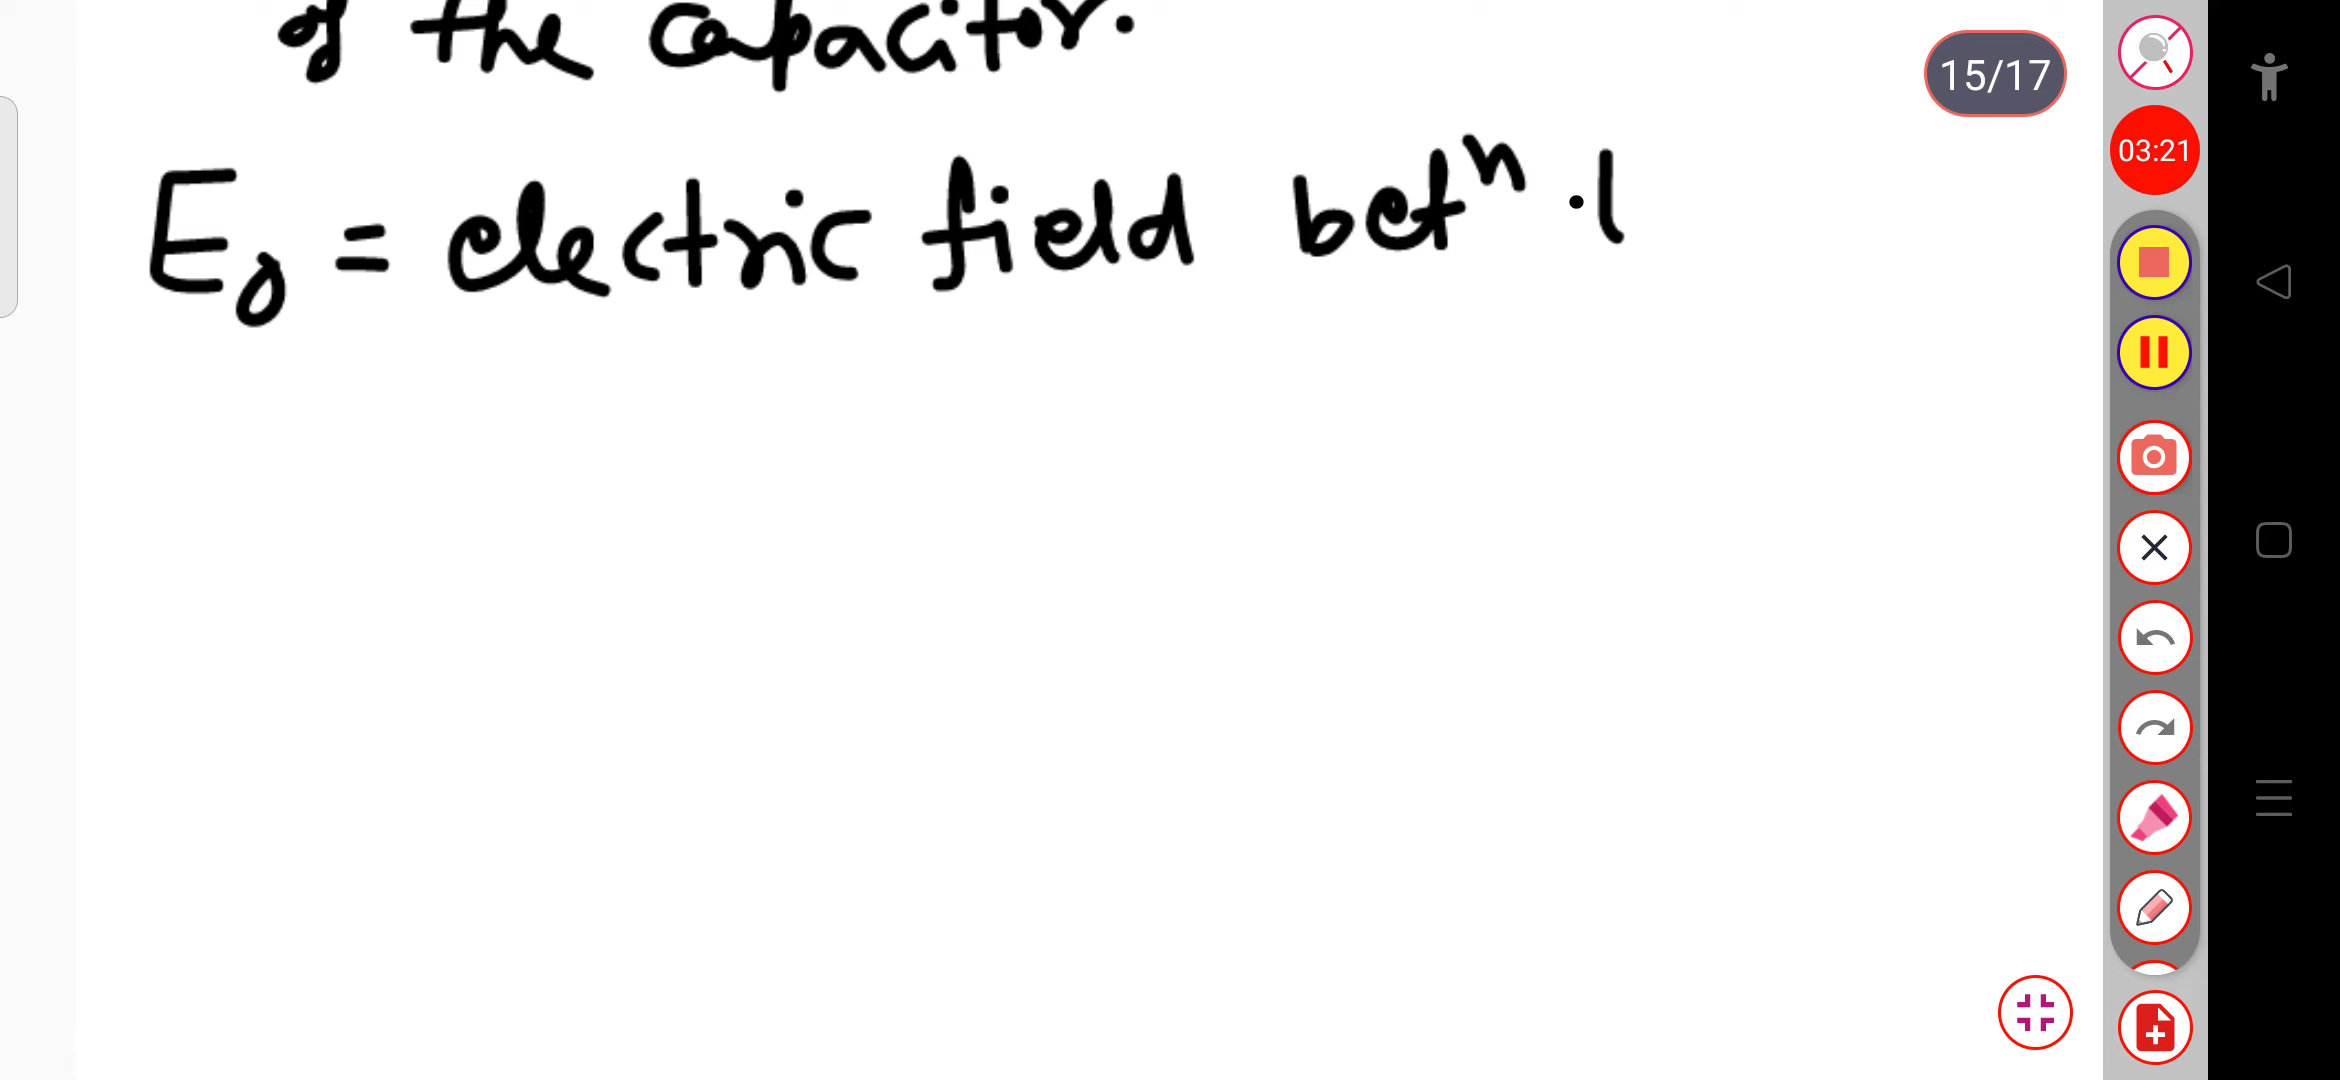 of the capacitor.
15/17
03:21
E₀ = electric field betⁿ